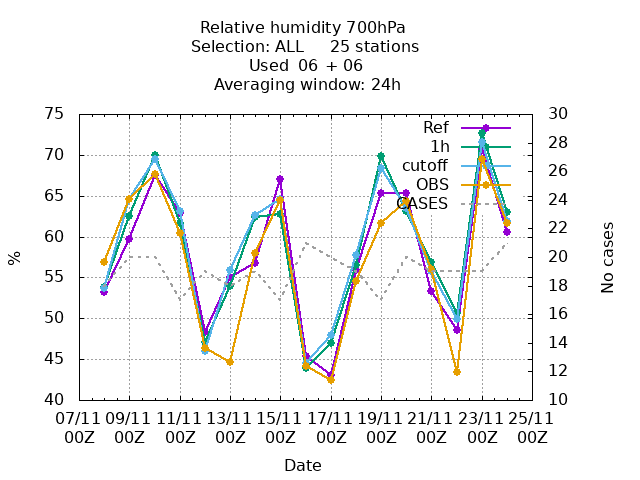 Relative humidity 700hPa
Selection: ALL 25 stations
Used 06 + 06
Averaging window: 24h
75 30
70 28
65 26
60 24
55 22
50 20
45 18
40 16
14
12
10
Ref
1h
cutoff
OBS
CASES
%
No cases
07/11 09/11 11/11 13/11 15/11 17/11 19/11 21/11 23/11 25/11
00Z 00Z 00Z 00Z 00Z 00Z 00Z 00Z 00Z 00Z
Date